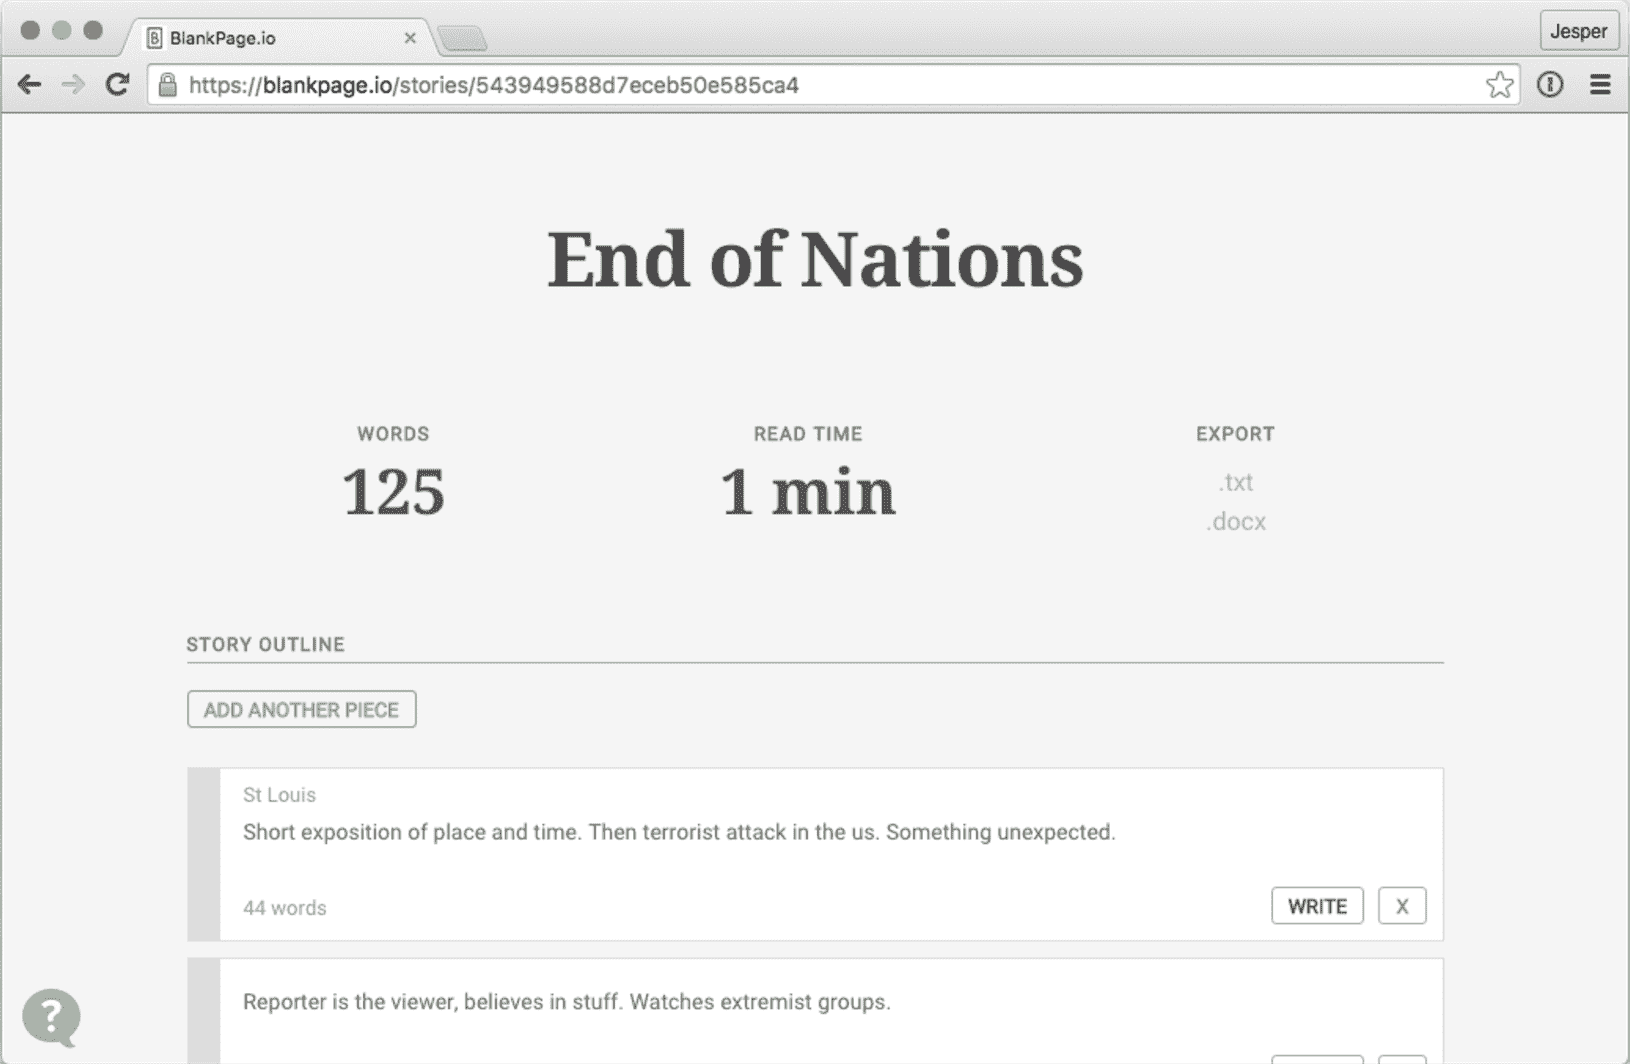 BlankPage.io
Jesper
https://blankpage.io/stories/543949588d7eceb50e585ca4
End of Nations
WORDS
READ TIME
EXPORT
125
1 min
.txt
.docx
STORY OUTLINE
ADD ANOTHER PIECE
St Louis
Short exposition of place and time. Then terrorist attack in the us. Something unexpected.
44 words
WRITE
X
Reporter is the viewer, believes in stuff. Watches extremist groups.
?